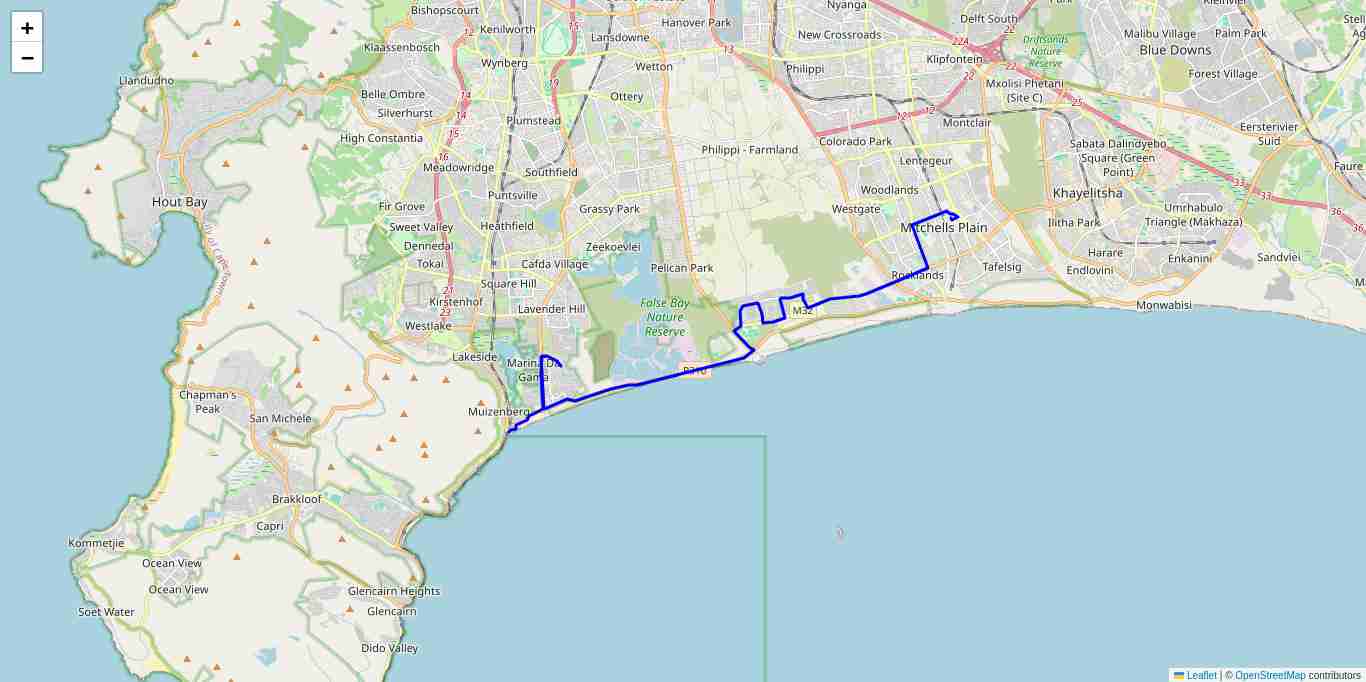 +
−
Bishopscourt
Kenilworth
Lansdowne
Hanover Park
Nyanga
Delft South
Malibu Village
Palm Park
Klaassenbosch
Wynberg
Wetton
13
New Crossroads
22A
Driftsands
Nature
Reserve
Blue Downs
Llandudno
Philippi
Klipfontein
22
22
Forest Village
Belle Ombre
14
Ottery
Mxolisi Phetani
(Site C)
25
Silverhurst
Plumstead
12
12
Montclair
Eersterivier
Suid
High Constantia
15
Philippi - Farmland
Colorado Park
Sabata Dalindyebo
Square (Green
Point)
16
Meadowridge
Southfield
Lentegeur
Faure
Hout Bay
Puntsville
Woodlands
Khayelitsha
33
33
Fir Grove
Grassy Park
Westgate
Umrhabulo
Triangle (Makhaza)
36
Sweet Valley
Heathfield
Mitchells Plain
Ilitha Park
City of Cape Town
Dennedal
Zeekoevlei
Tokai
Cafda Village
Pelican Park
Tafelsig
Harare
Enkanini
Sandvlei
Square Hill
Rocklands
Endlovini
21
Kirstenhof
23
Lavender Hill
False Bay
Nature
Reserve
M32
Monwabisi
Westlake
Lakeside
Marina Da
Gama
R310
Chapman's
Peak
San Michele
Muizenberg
Brakkloof
Capri
Kommetjie
Ocean View
Ocean View
Glencairn Heights
Soet Water
Glencairn
Dido Valley
Leaflet | © OpenStreetMap contributors